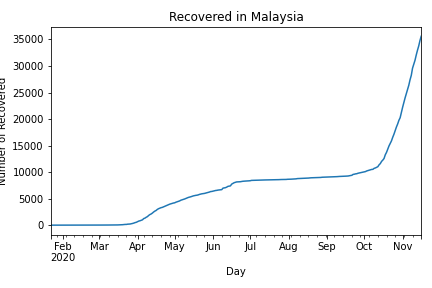 Recovered in Malaysia
Number of Recovered
35000
30000
25000
20000
15000
10000
5000
0
Feb Mar Apr May Jun Jul Aug Sep Oct Nov
2020
Day